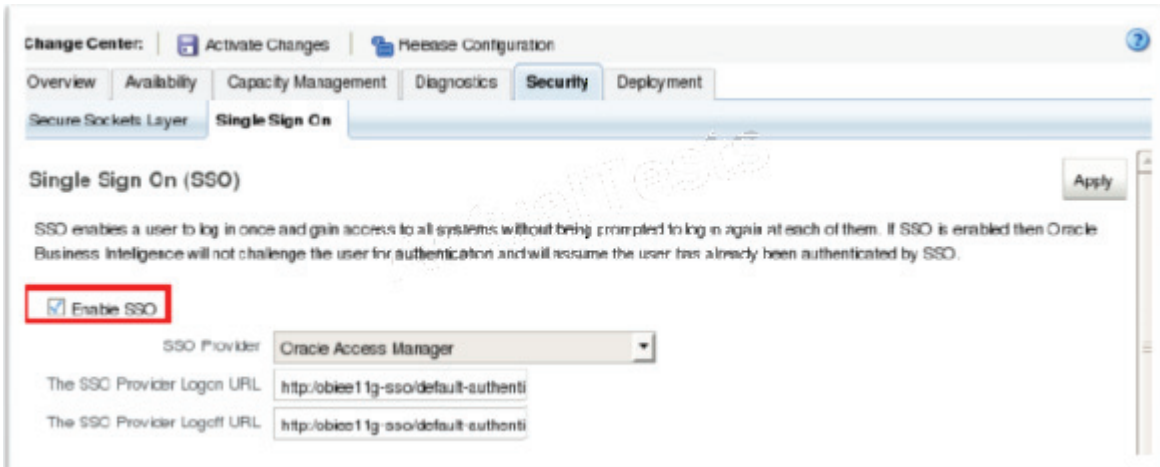 Change Center: Activate Changes Release Configuration
Overview Availability Capacity Management Diagnostics Security Deployment
Secure Sockets Layer Single Sign On
Single Sign On (SSO)
Apply
SSO enables a user to log in once and gain access to all systems without being prompted to log in again at each of them. If SSO is enabled then Oracle
Business Intelligence will not challenge the user for authentication and will assume the user has already been authenticated by SSO.
Enable SSO
SSO Provider Oracle Access Manager
The SSO Provider Logon URL http:/obiee11g-sso/default-authenti
The SSO Provider Logoff URL http:/obiee11g-sso/default-authenti